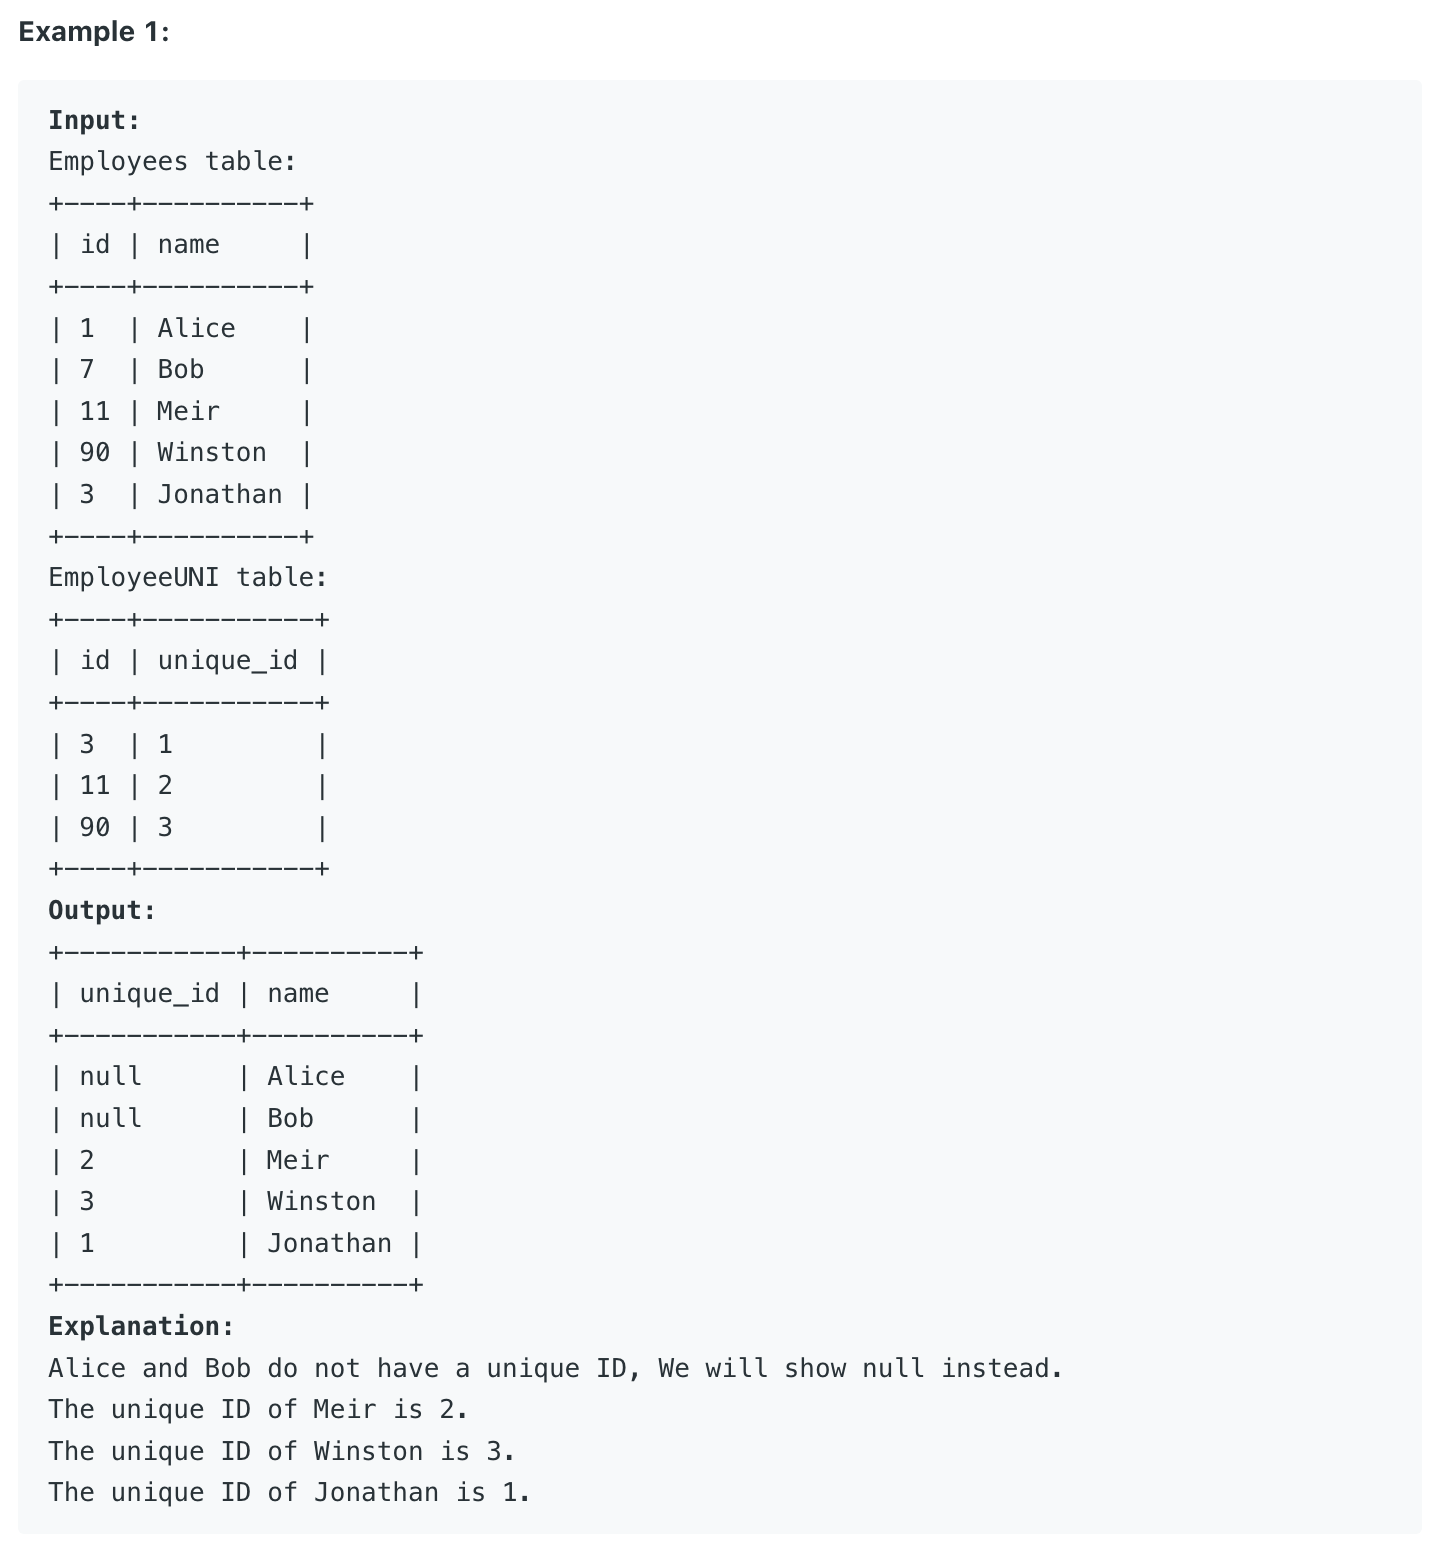 Example 1:
Input:
Employees table:
+----+----------+
| id | name     |
+----+----------+
| 1  | Alice    |
| 7  | Bob      |
| 11 | Meir     |
| 90 | Winston  |
| 3  | Jonathan |
+----+----------+
EmployeeUNI table:
+----+-----------+
| id | unique_id |
+----+-----------+
| 3  | 1         |
| 11 | 2         |
| 90 | 3         |
+----+-----------+
Output:
+-----------+----------+
| unique_id | name     |
+-----------+----------+
| null      | Alice    |
| null      | Bob      |
| 2         | Meir     |
| 3         | Winston  |
| 1         | Jonathan |
+-----------+----------+
Explanation:
Alice and Bob do not have a unique ID, We will show null instead.
The unique ID of Meir is 2.
The unique ID of Winston is 3.
The unique ID of Jonathan is 1.